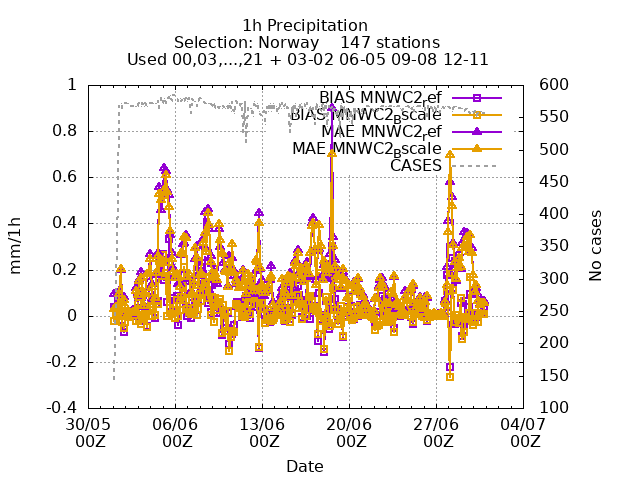 1h Precipitation
Selection: Norway    147 stations
Used 00,03,...,21 + 03-02 06-05 09-08 12-11
BIAS MNWC2_ref
BIAS MNWC2_Bscale
MAE MNWC2_ref
MAE MNWC2_Bscale
CASES
1
0.8
0.6
0.4
0.2
0
-0.2
-0.4
mm/1h
600
550
500
450
400
350
300
250
200
150
100
No cases
30/05 06/06 13/06 20/06 27/06 04/07
00Z 00Z 00Z 00Z 00Z 00Z
Date